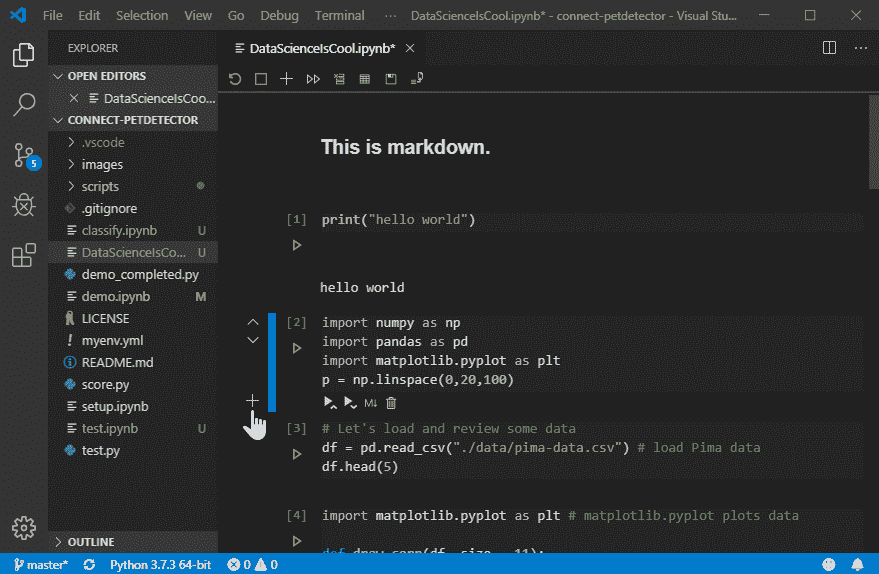 File Edit Selection View Go Debug Terminal ··· DataScienceIsCool.ipynb* - connect-petdetector - Visual Stu...
EXPLORER
OPEN EDITORS
DataScienceIsCoo...
CONNECT-PETDETECTOR
.vscode
images
scripts
.gitignore
classify.ipynb U
DataScienceIsCo... U
demo_completed.py
demo.ipynb M
LICENSE
myenv.yml
README.md
score.py
setup.ipynb
test.ipynb U
test.py
OUTLINE
5
DataScienceIsCool.ipynb*
This is markdown.
[1] print("hello world")
hello world
[2] import numpy as np
import pandas as pd
import matplotlib.pyplot as plt
p = np.linspace(0,20,100)
M↓
[3] # Let's load and review some data
df = pd.read_csv("./data/pima-data.csv") # load Pima data
df.head(5)
[4] import matplotlib.pyplot as plt # matplotlib.pyplot plots data
master* Python 3.7.3 64-bit 0 0